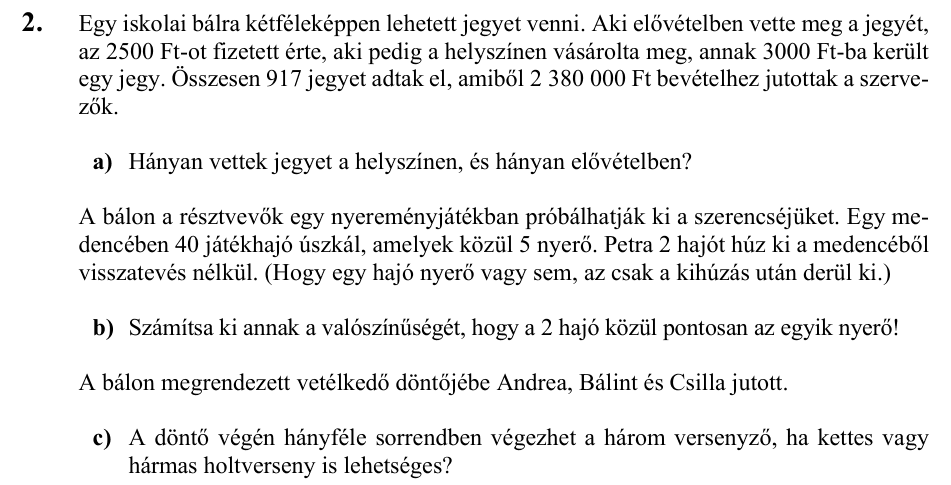 2. Egy iskolai bálra kétféleképpen lehetett jegyet venni. Aki elővételben vette meg a jegyét,
az 2500 Ft-ot fizetett érte, aki pedig a helyszínen vásárolta meg, annak 3000 Ft-ba került
egy jegy. Összesen 917 jegyet adtak el, amiből 2 380 000 Ft bevételhez jutottak a szerve-
zők.
a) Hányan vettek jegyet a helyszínen, és hányan elővételben?
A bálon a résztvevők egy nyereményjátékban próbálhatják ki a szerencséjüket. Egy me-
dencében 40 játékhajó úszkál, amelyek közül 5 nyerő. Petra 2 hajót húz ki a medencéből
visszatevés nélkül. (Hogy egy hajó nyerő vagy sem, az csak a kihúzás után derül ki.)
b) Számítsa ki annak a valószínűségét, hogy a 2 hajó közül pontosan az egyik nyerő!
A bálon megrendezett vetélkedő döntőjébe Andrea, Bálint és Csilla jutott.
c) A döntő végén hányféle sorrendben végezhet a három versenyző, ha kettes vagy
hármas holtverseny is lehetséges?